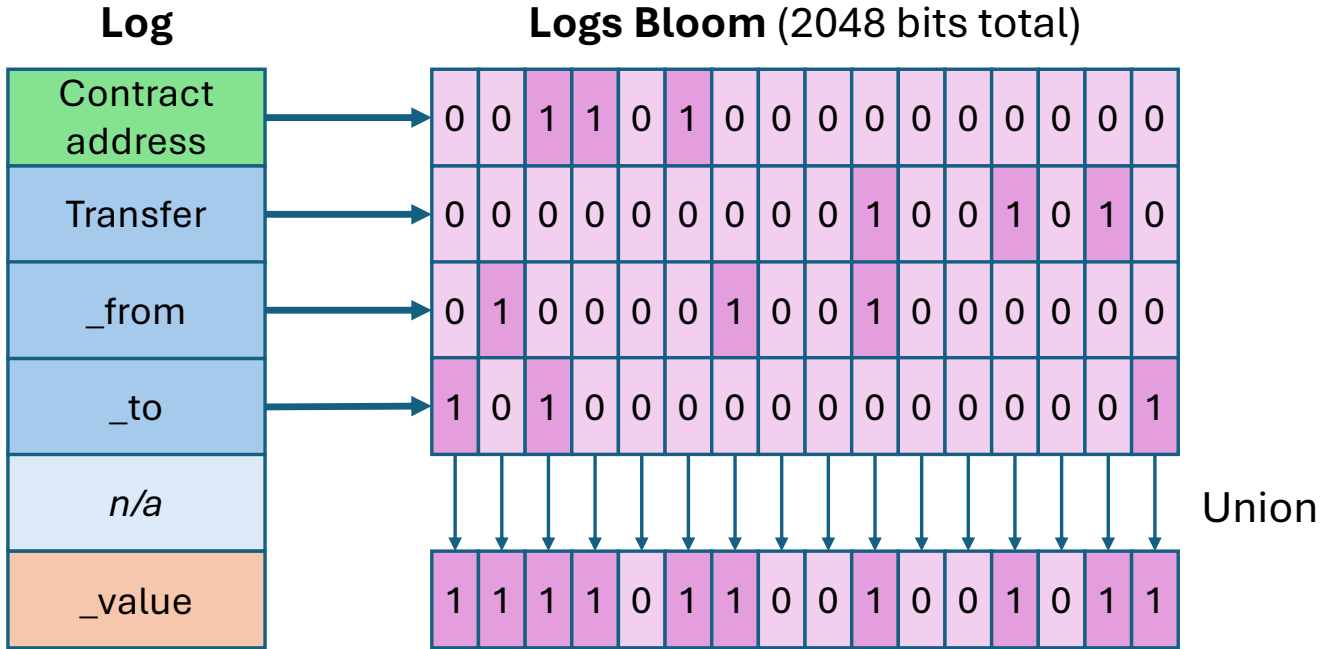 Log
Logs Bloom (2048 bits total)
Contract
address
0 0 1 1 0 1 0 0 0 0 0 0 0 0 0 0
Transfer
0 0 0 0 0 0 0 0 0 1 0 0 1 0 1 0
_from
0 1 0 0 0 0 1 0 0 1 0 0 0 0 0 0
_to
1 0 1 0 0 0 0 0 0 0 0 0 0 0 0 1
n/a
Union
_value
1 1 1 1 0 1 1 0 0 1 0 0 1 0 1 1